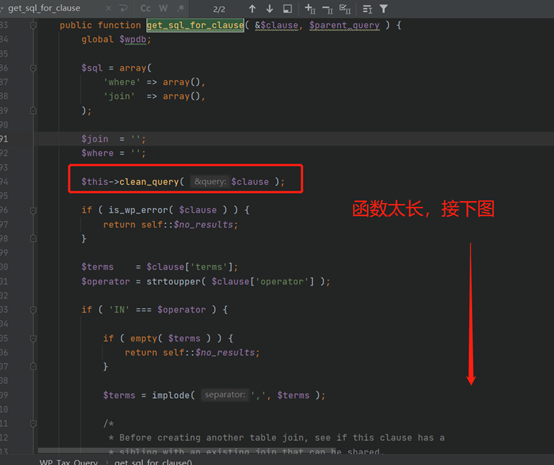 get_sql_for_clause Cc W .* 2/2
83 public function get_sql_for_clause( &$clause, $parent_query ) {
84 global $wpdb;
85
86 $sql = array(
87 'where' => array(),
88 'join' => array(),
89 );
90
91 $join = '';
92 $where = '';
93
94 $this->clean_query( &query: $clause );
95
96 if ( is_wp_error( $clause ) ) {
97 return self::$no_results;
98 }
99
00 $terms = $clause['terms'];
01 $operator = strtoupper( $clause['operator'] );
02
03 if ( 'IN' === $operator ) {
04
05 if ( empty( $terms ) ) {
06 return self::$no_results;
07 }
08
09 $terms = implode( separator: ',', $terms );
10
11 /*
12 * Before creating another table join, see if this clause has a
13 * sibling with an existing join that can be shared.
函数太长，接下图
WP_Tax_Query › get_sql_for_clause()